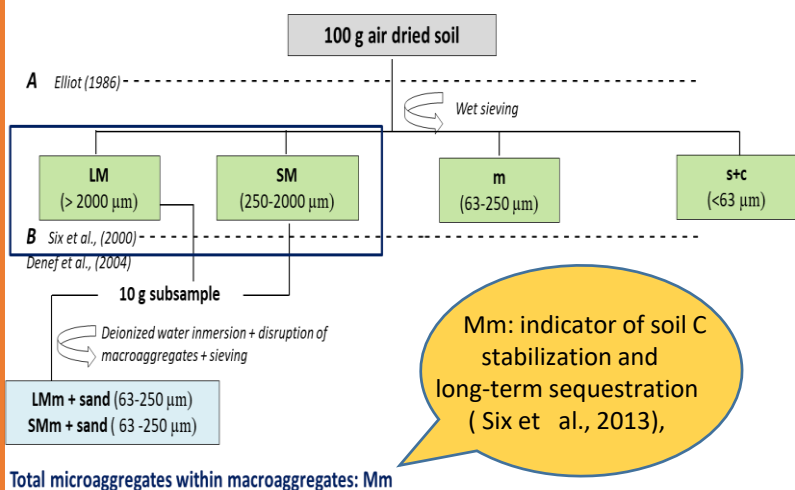 100 g air dried soil
A Elliot (1986)
Wet sieving
LM
(> 2000 μm)
SM
(250-2000 μm)
m
(63-250 μm)
s+c
(<63 μm)
B Six et al., (2000)
Denef et al., (2004)
10 g subsample
Deionized water inmersion + disruption of
macroaggregates + sieving
LMm + sand (63-250 μm)
SMm + sand ( 63 -250 μm)
Mm: indicator of soil C
stabilization and
long-term sequestration
( Six et al., 2013),
Total microaggregates within macroaggregates: Mm